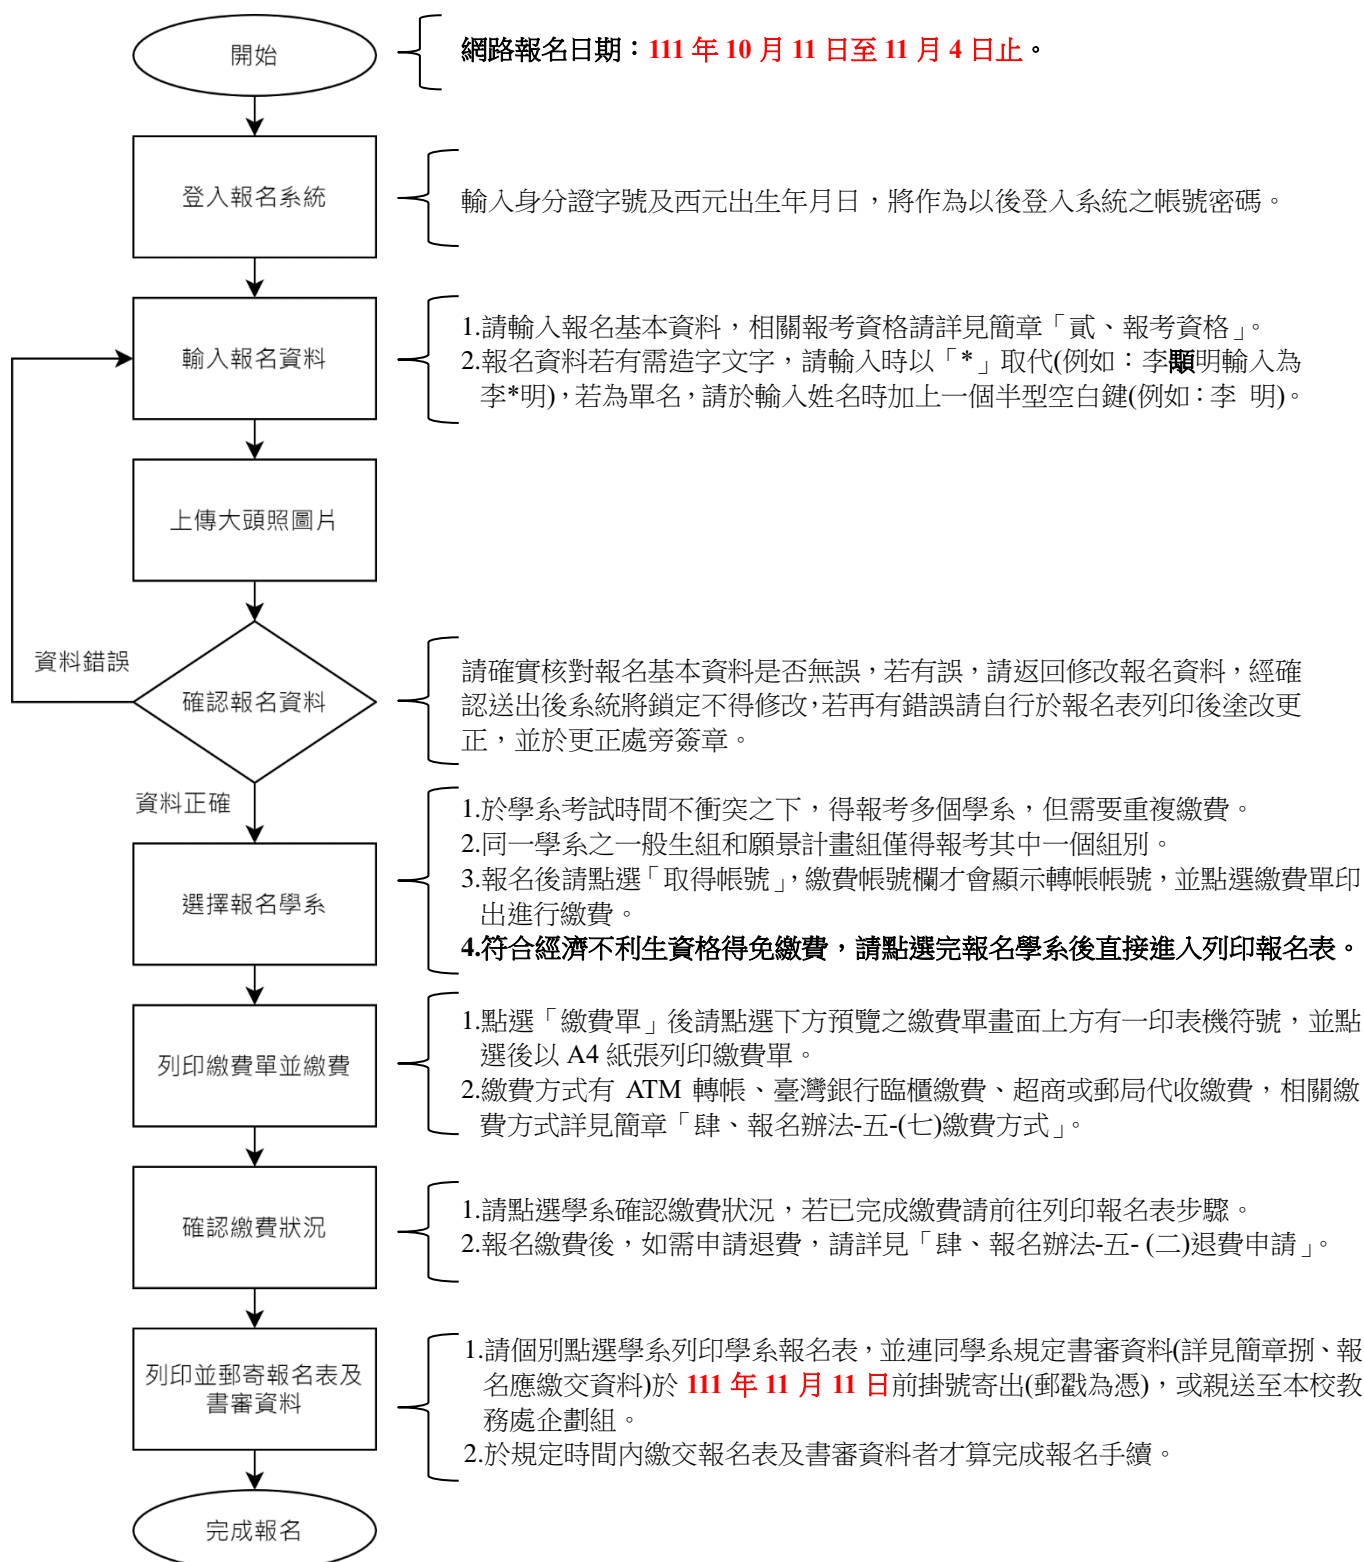 開始
網路報名日期：111 年 10 月 11 日至 11 月 4 日止。
登入報名系統
輸入身分證字號及西元出生年月日，將作為以後登入系統之帳號密碼。
輸入報名資料
1.請輸入報名基本資料，相關報考資格請詳見簡章「貳、報考資格」。
2.報名資料若有需造字文字，請輸入時以「*」取代(例如：李顯明輸入為
李*明)，若為單名，請於輸入姓名時加上一個半型空白鍵(例如：李 明)。
上傳大頭照圖片
資料錯誤
確認報名資料
請確實核對報名基本資料是否無誤，若有誤，請返回修改報名資料，經確
認送出後系統將鎖定不得修改，若再有錯誤請自行於報名表列印後塗改更
正，並於更正處旁簽章。
資料正確
選擇報名學系
1.於學系考試時間不衝突之下，得報考多個學系，但需要重複繳費。
2.同一學系之一般生組和願景計畫組僅得報考其中一個組別。
3.報名後請點選「取得帳號」，繳費帳號欄才會顯示轉帳帳號，並點選繳費單印
出進行繳費。
4.符合經濟不利生資格得免繳費，請點選完報名學系後直接進入列印報名表。
列印繳費單並繳費
1.點選「繳費單」後請點選下方預覽之繳費單畫面上方有一印表機符號，並點
選後以 A4 紙張列印繳費單。
2.繳費方式有 ATM 轉帳、臺灣銀行臨櫃繳費、超商或郵局代收繳費，相關繳
費方式詳見簡章「肆、報名辦法-五-(七)繳費方式」。
確認繳費狀況
1.請點選學系確認繳費狀況，若已完成繳費請前往列印報名表步驟。
2.報名繳費後，如需申請退費，請詳見「肆、報名辦法-五- (二)退費申請」。
列印並郵寄報名表及
書審資料
1.請個別點選學系列印學系報名表，並連同學系規定書審資料(詳見簡章捌、報
名應繳交資料)於 111 年 11 月 11 日前掛號寄出(郵戳為憑)，或親送至本校教
務處企劃組。
2.於規定時間內繳交報名表及書審資料者才算完成報名手續。
完成報名